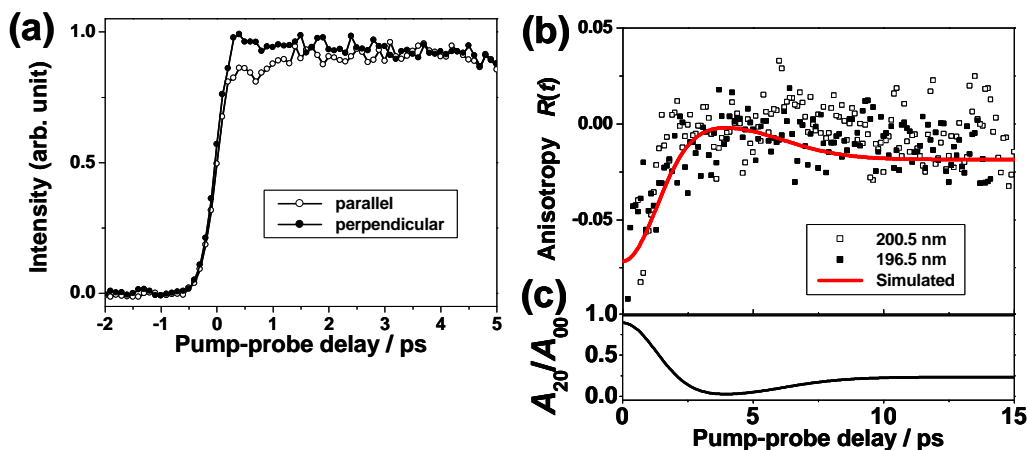 (a)
Intensity (arb. unit)
1.0
0.5
0.0
parallel
perpendicular
-2 -1 0 1 2 3 4 5
Pump-probe delay / ps
(b)
Anisotropy R(t)
0.05
0.00
-0.05
200.5 nm
196.5 nm
Simulated
(c)
A20/A00
1.0
0.5
0.0
0 5 10 15
Pump-probe delay / ps